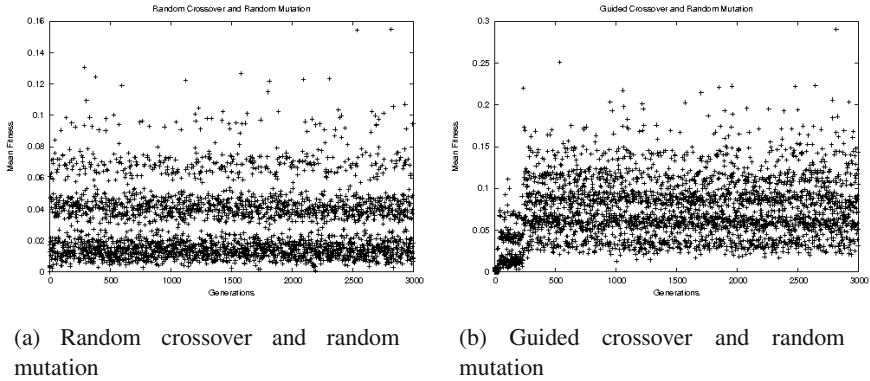 Random Crossover and Random Mutation
0.16
0.14
0.12
0.1
0.08
0.06
0.04
0.02
0
Mean Fitness
0 500 1000 1500 2000 2500 3000
Generations
(a) Random crossover and random
mutation
Guided Crossover and Random Mutation
0.3
0.25
0.2
0.15
0.1
0.05
0
Mean Fitness
0 500 1000 1500 2000 2500 3000
Generations
(b) Guided crossover and random
mutation